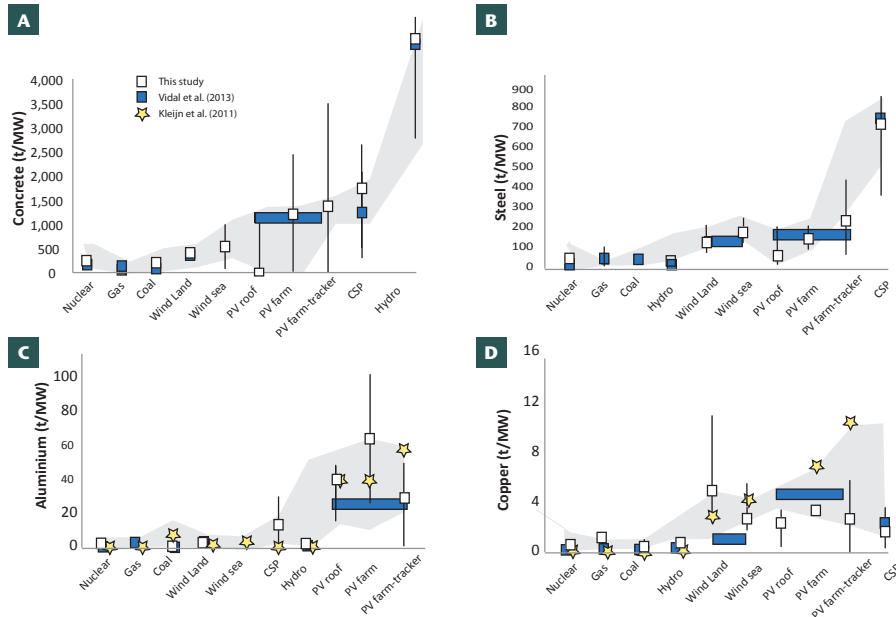 A
Concrete (t/MW)
4,000
3,500
3,000
2,500
2,000
1,500
1,000
500
0
This study
Vidal et al. (2013)
Kleijn et al. (2011)
Nuclear
Gas
Coal
Wind Land
Wind sea
PV roof
PV farm
PV farm-tracker
CSP
Hydro
B
Steel (t/MW)
900
800
700
600
500
400
300
200
100
0
Nuclear
Gas
Coal
Hydro
Wind Land
Wind sea
PV roof
PV farm
PV farm-tracker
CSP
C
Aluminium (t/MW)
100
80
60
40
20
0
Nuclear
Gas
Coal
Wind Land
Wind sea
CSP
Hydro
PV roof
PV farm
PV farm-tracker
D
Copper (t/MW)
16
12
8
4
0
Nuclear
Gas
Coal
Hydro
Wind Land
Wind sea
PV roof
PV farm
PV farm-tracker
CSP